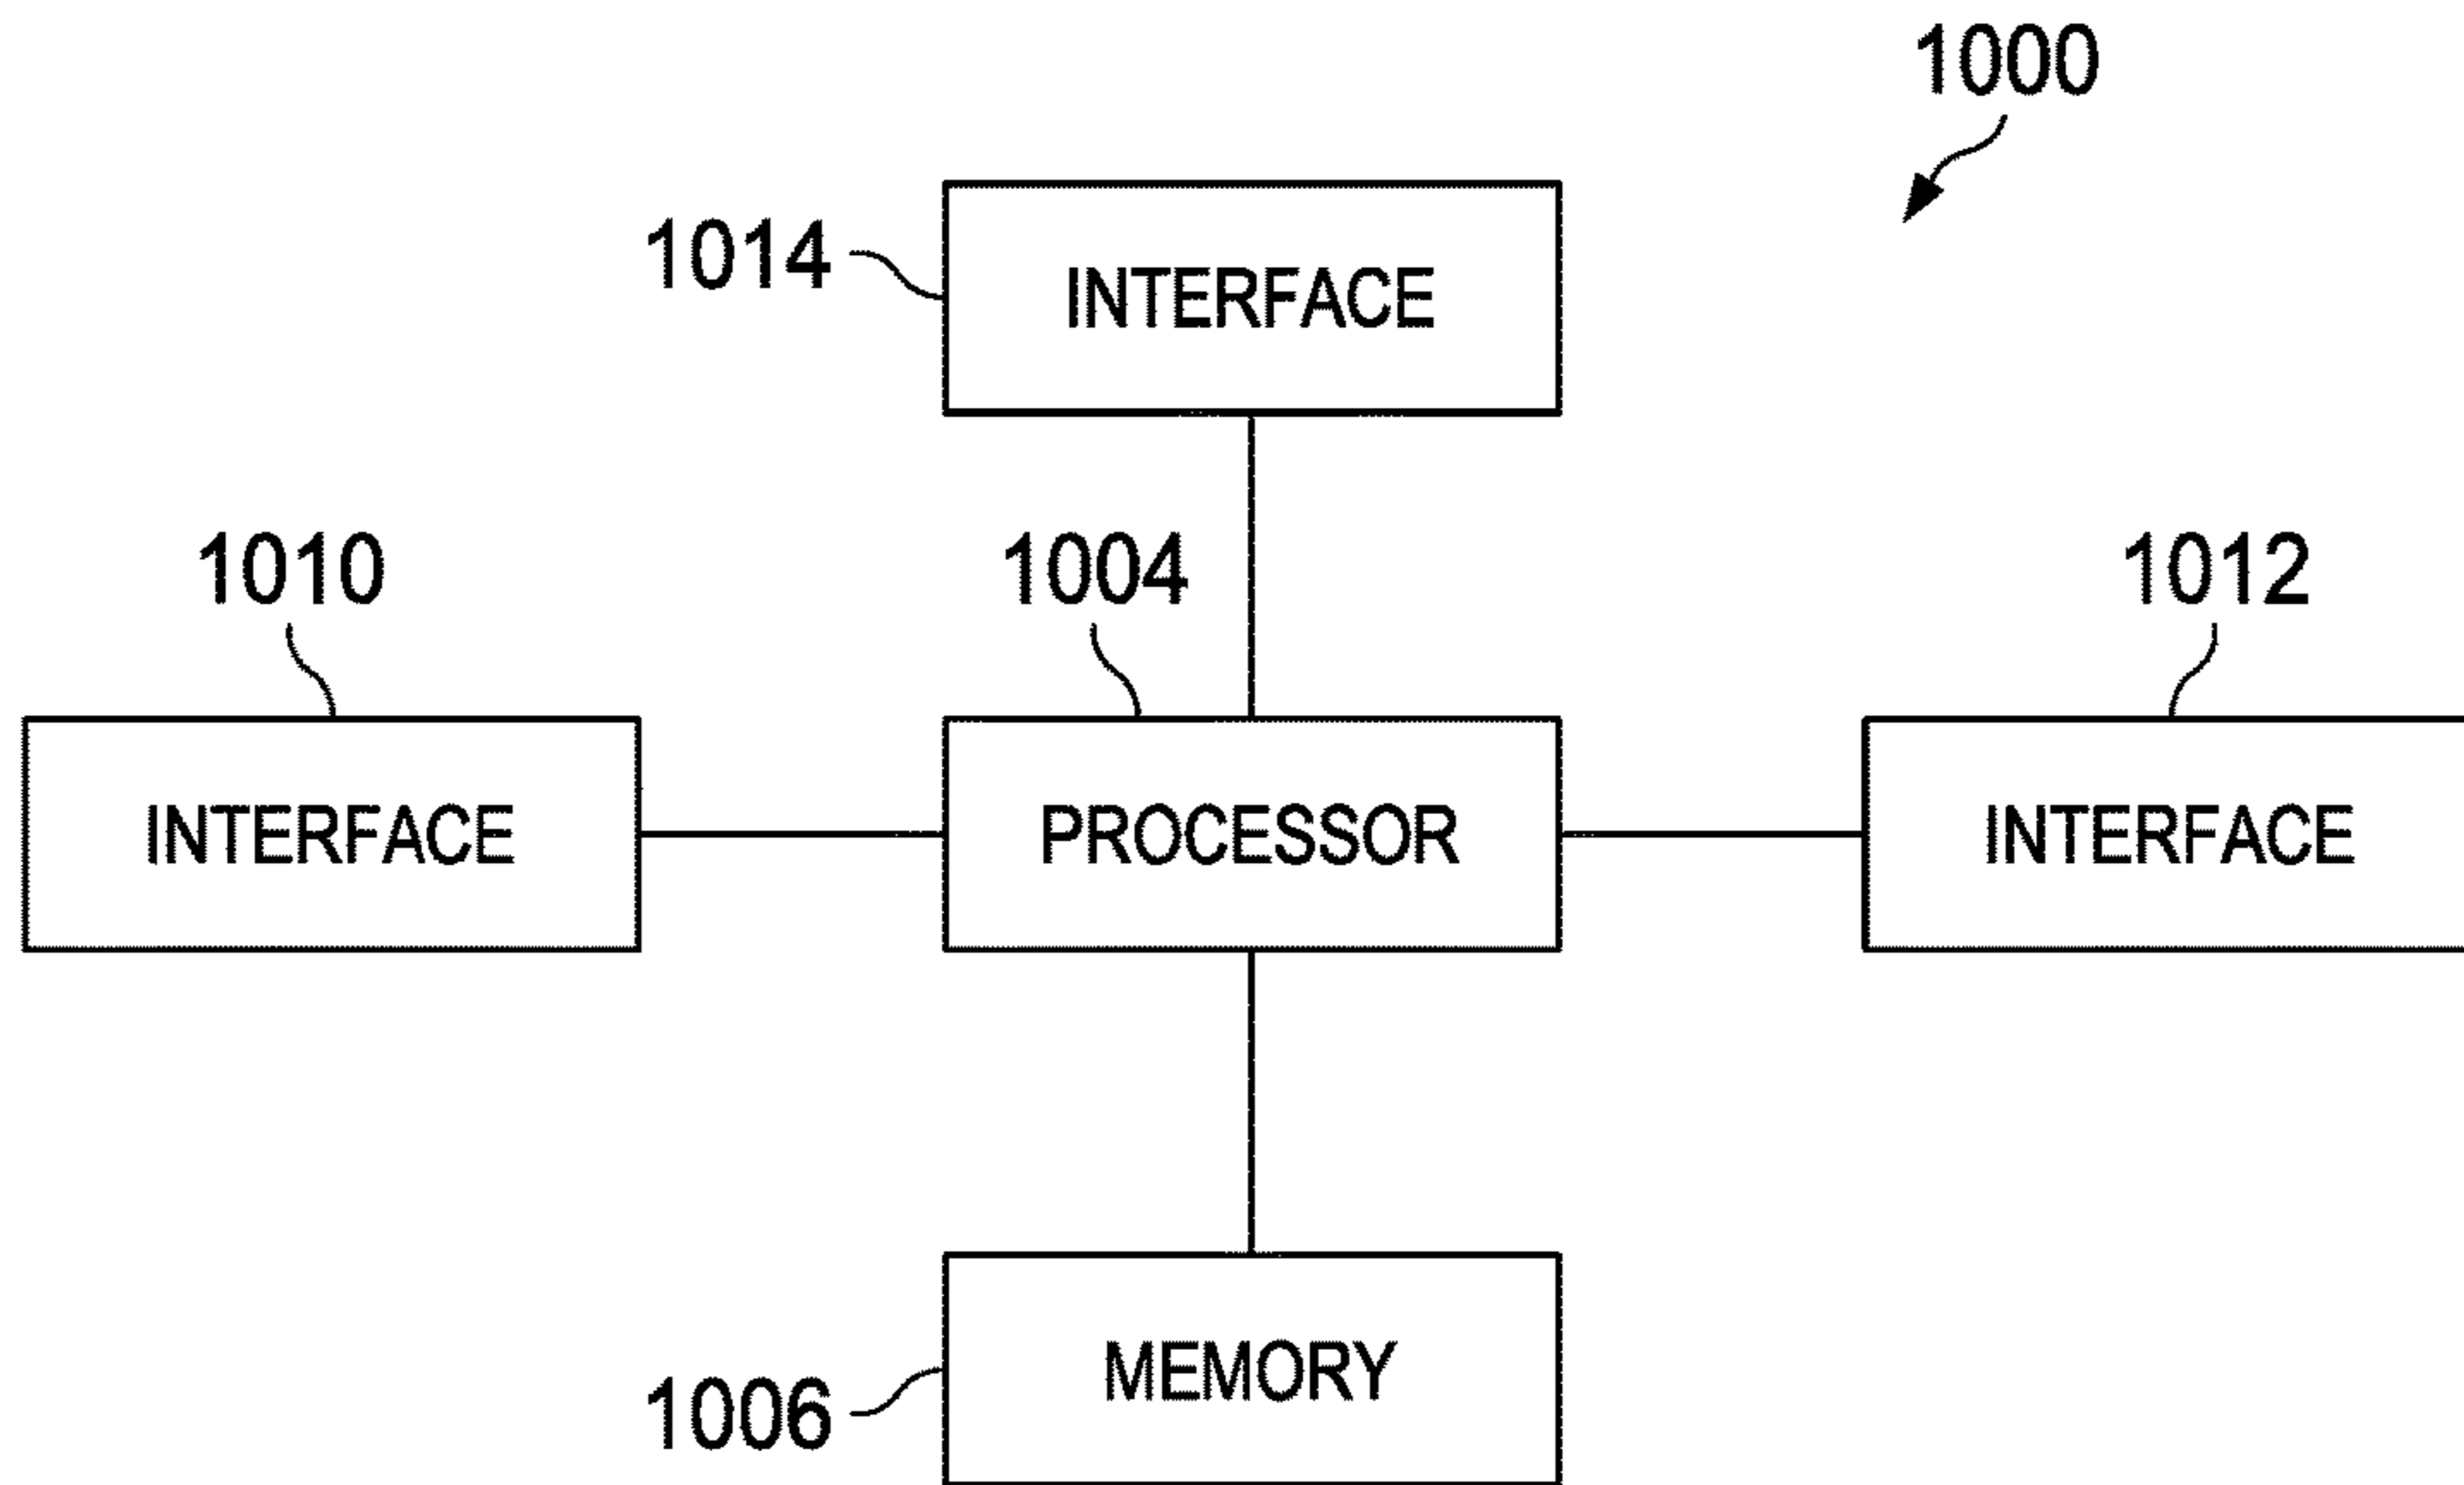 1000
1014
INTERFACE
1010
1004
1012
INTERFACE
PROCESSOR
INTERFACE
MEMORY
1006